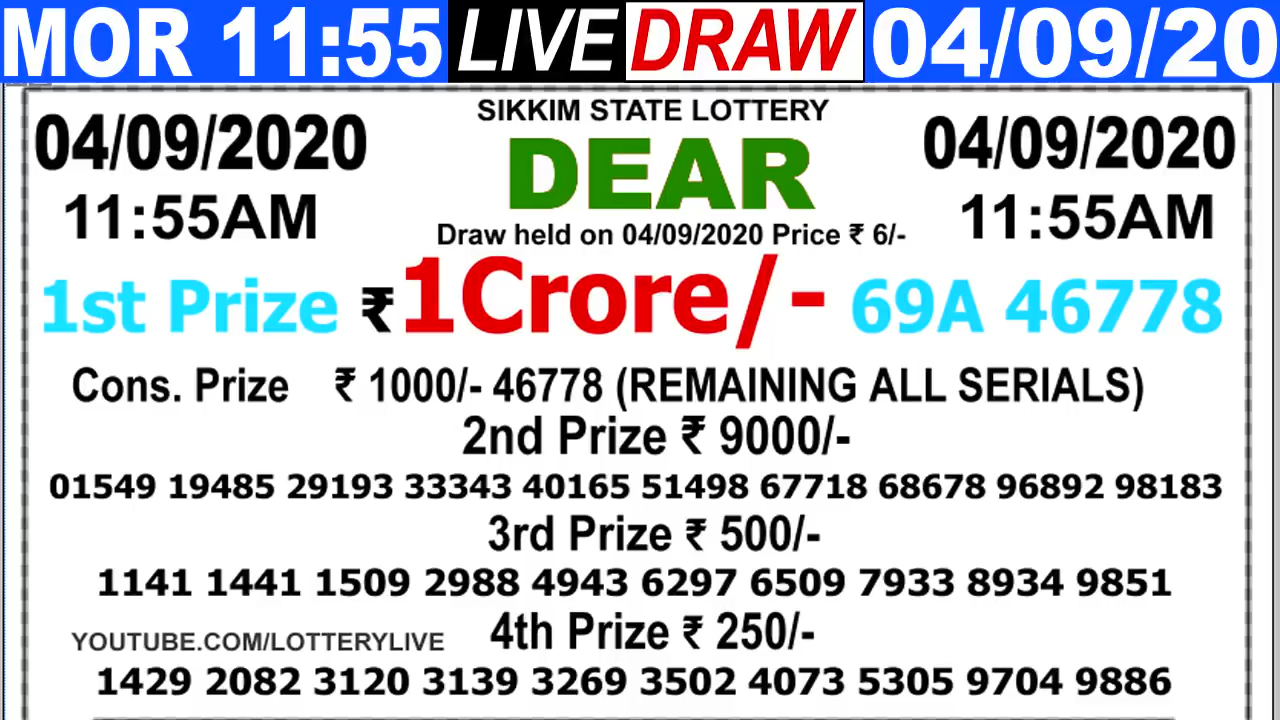 MOR 11:55 LIVE DRAW 04/09/20
SIKKIM STATE LOTTERY
04/09/2020 DEAR 04/09/2020
11:55AM 11:55AM
Draw held on 04/09/2020 Price ₹ 6/-
1st Prize ₹1Crore/- 69A 46778
Cons. Prize ₹ 1000/- 46778 (REMAINING ALL SERIALS)
2nd Prize ₹ 9000/-
01549 19485 29193 33343 40165 51498 67718 68678 96892 98183
3rd Prize ₹ 500/-
1141 1441 1509 2988 4943 6297 6509 7933 8934 9851
4th Prize ₹ 250/-
YOUTUBE.COM/LOTTERYLIVE
1429 2082 3120 3139 3269 3502 4073 5305 9704 9886